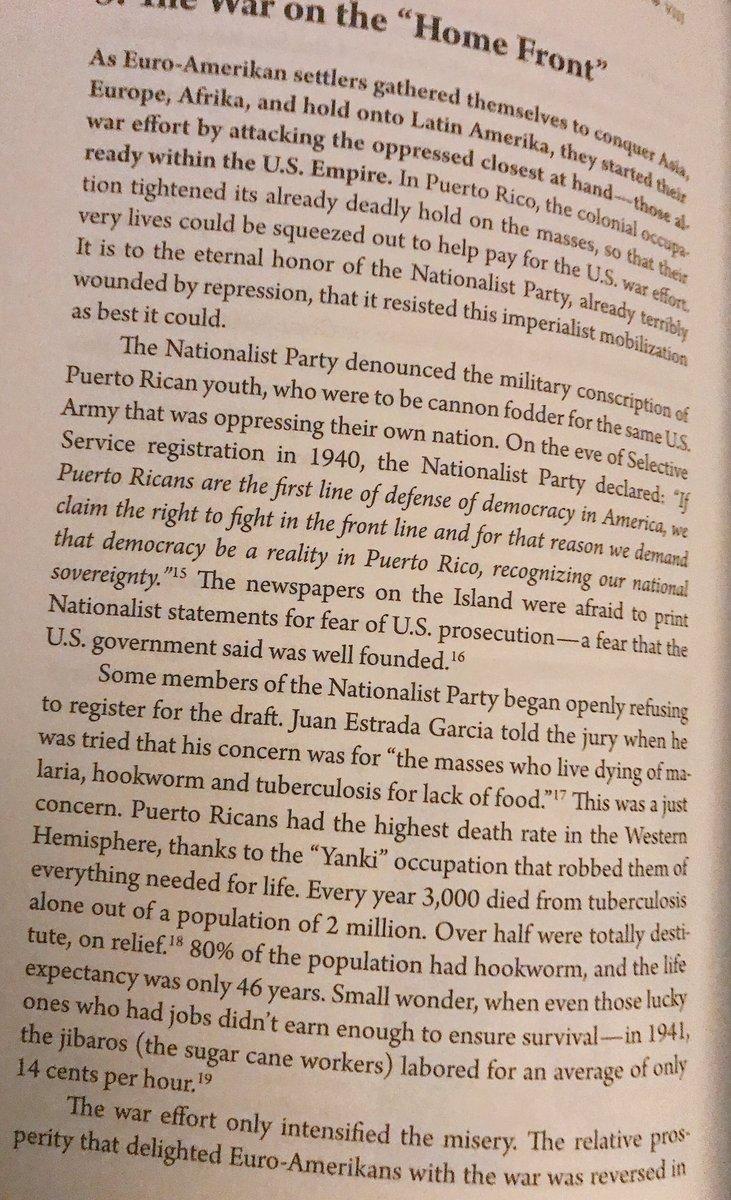 The War on the “Home Front”
As Euro-Amerikan settlers gathered themselves to conquer Asia,
Europe, Afrika, and hold onto Latin Amerika, they started their
war effort by attacking the oppressed closest at hand—those al-
ready within the U.S. Empire. In Puerto Rico, the colonial occupa-
tion tightened its already deadly hold on the masses, so that their
very lives could be squeezed out to help pay for the U.S. war effort.
It is to the eternal honor of the Nationalist Party, already terribly
wounded by repression, that it resisted this imperialist mobilization
as best it could.
The Nationalist Party denounced the military conscription of
Puerto Rican youth, who were to be cannon fodder for the same U.S.
Army that was oppressing their own nation. On the eve of Selective
Service registration in 1940, the Nationalist Party declared: “If
Puerto Ricans are the first line of defense of democracy in America, we
claim the right to fight in the front line and for that reason we demand
that democracy be a reality in Puerto Rico, recognizing our national
sovereignty.”15 The newspapers on the Island were afraid to print
Nationalist statements for fear of U.S. prosecution—a fear that the
U.S. government said was well founded.16
Some members of the Nationalist Party began openly refusing
to register for the draft. Juan Estrada Garcia told the jury when he
was tried that his concern was for “the masses who live dying of ma-
laria, hookworm and tuberculosis for lack of food.”17 This was a just
concern. Puerto Ricans had the highest death rate in the Western
Hemisphere, thanks to the “Yanki” occupation that robbed them of
everything needed for life. Every year 3,000 died from tuberculosis
alone out of a population of 2 million. Over half were totally desti-
tute, on relief.18 80% of the population had hookworm, and the life
expectancy was only 46 years. Small wonder, when even those lucky
ones who had jobs didn’t earn enough to ensure survival—in 1941,
the jibaros (the sugar cane workers) labored for an average of only
14 cents per hour.19
The war effort only intensified the misery. The relative pros-
perity that delighted Euro-Amerikans with the war was reversed in